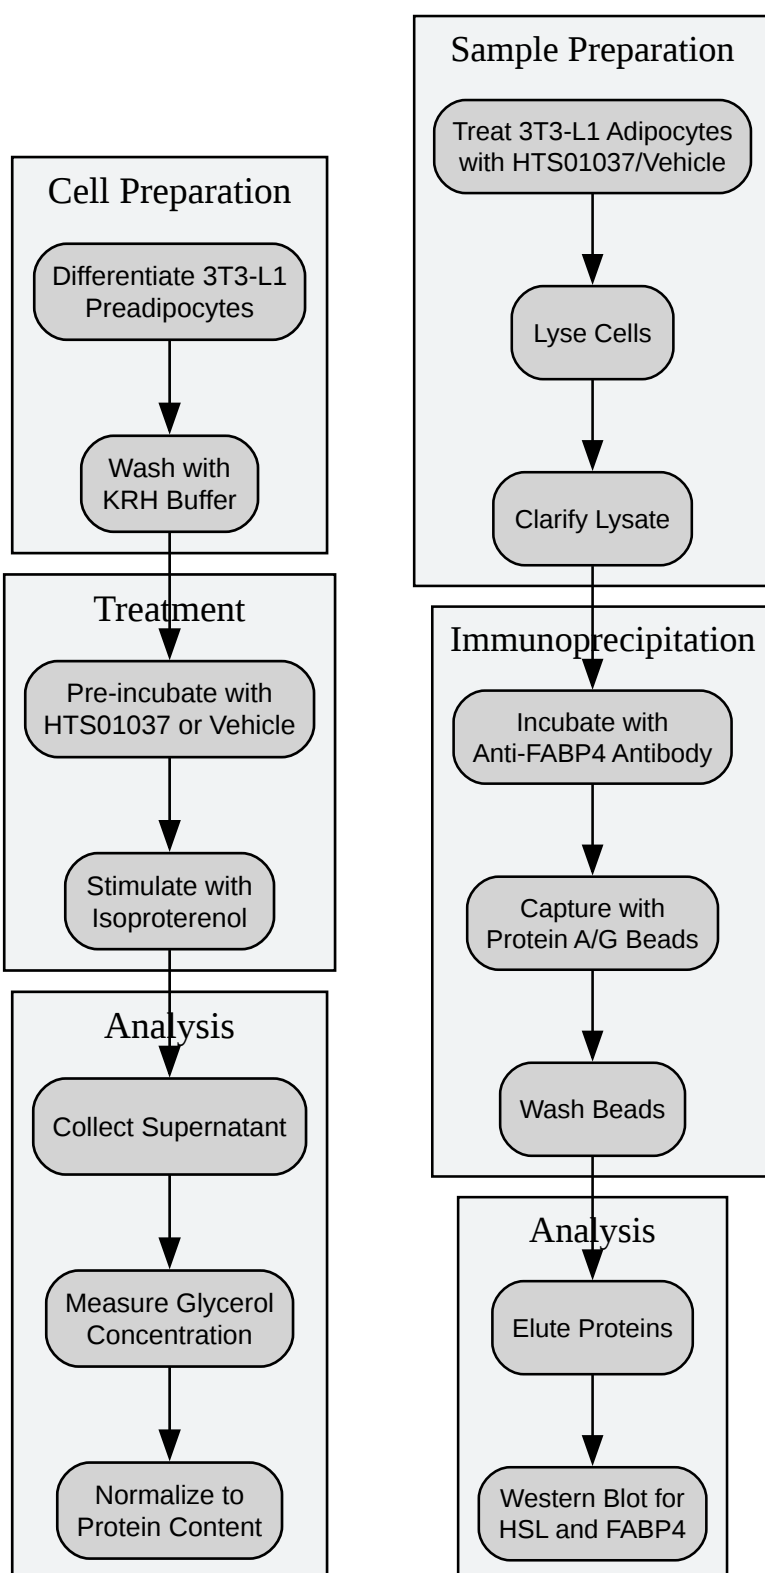 Cell Preparation
Differentiate 3T3-L1
Preadipocytes
Wash with
KRH Buffer
Treatment
Pre-incubate with
HTS01037 or Vehicle
Stimulate with
Isoproterenol
Analysis
Collect Supernatant
Measure Glycerol
Concentration
Normalize to
Protein Content
Sample Preparation
Treat 3T3-L1 Adipocytes
with HTS01037/Vehicle
Lyse Cells
Clarify Lysate
Immunoprecipitation
Incubate with
Anti-FABP4 Antibody
Capture with
Protein A/G Beads
Wash Beads
Analysis
Elute Proteins
Western Blot for
HSL and FABP4